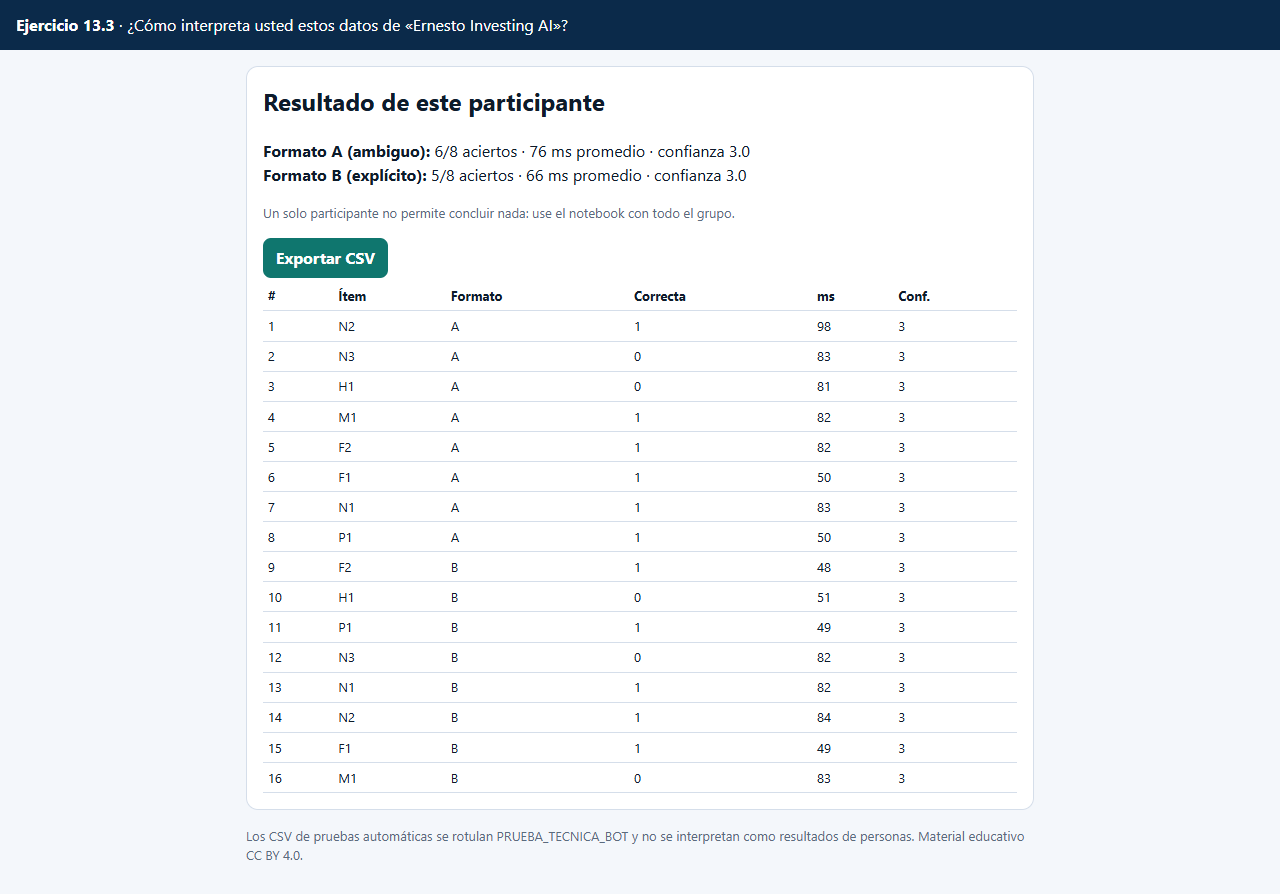 Ejercicio 13.3 · ¿Cómo interpreta usted estos datos de «Ernesto Investing AI»?
Resultado de este participante
Formato A (ambiguo): 6/8 aciertos · 76 ms promedio · confianza 3.0
Formato B (explícito): 5/8 aciertos · 66 ms promedio · confianza 3.0
Un solo participante no permite concluir nada: use el notebook con todo el grupo.
Exportar CSV
# Ítem Formato Correcta ms Conf.
1 N2 A 1 98 3
2 N3 A 0 83 3
3 H1 A 0 81 3
4 M1 A 1 82 3
5 F2 A 1 82 3
6 F1 A 1 50 3
7 N1 A 1 83 3
8 P1 A 1 50 3
9 F2 B 1 48 3
10 H1 B 0 51 3
11 P1 B 1 49 3
12 N3 B 0 82 3
13 N1 B 1 82 3
14 N2 B 1 84 3
15 F1 B 1 49 3
16 M1 B 0 83 3
Los CSV de pruebas automáticas se rotulan PRUEBA_TECNICA_BOT y no se interpretan como resultados de personas. Material educativo
CC BY 4.0.